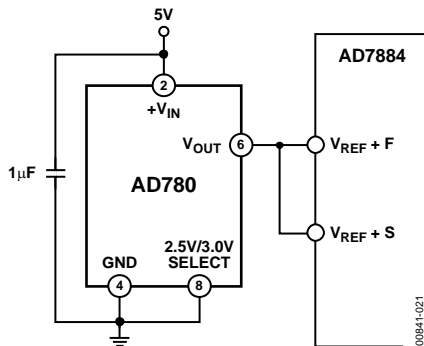 5V
AD7884
2
+VIN
VOUT
6
VREF + F
1μF
AD780
2.5V/3.0V
SELECT
GND
VREF + S
4
8
00841-021